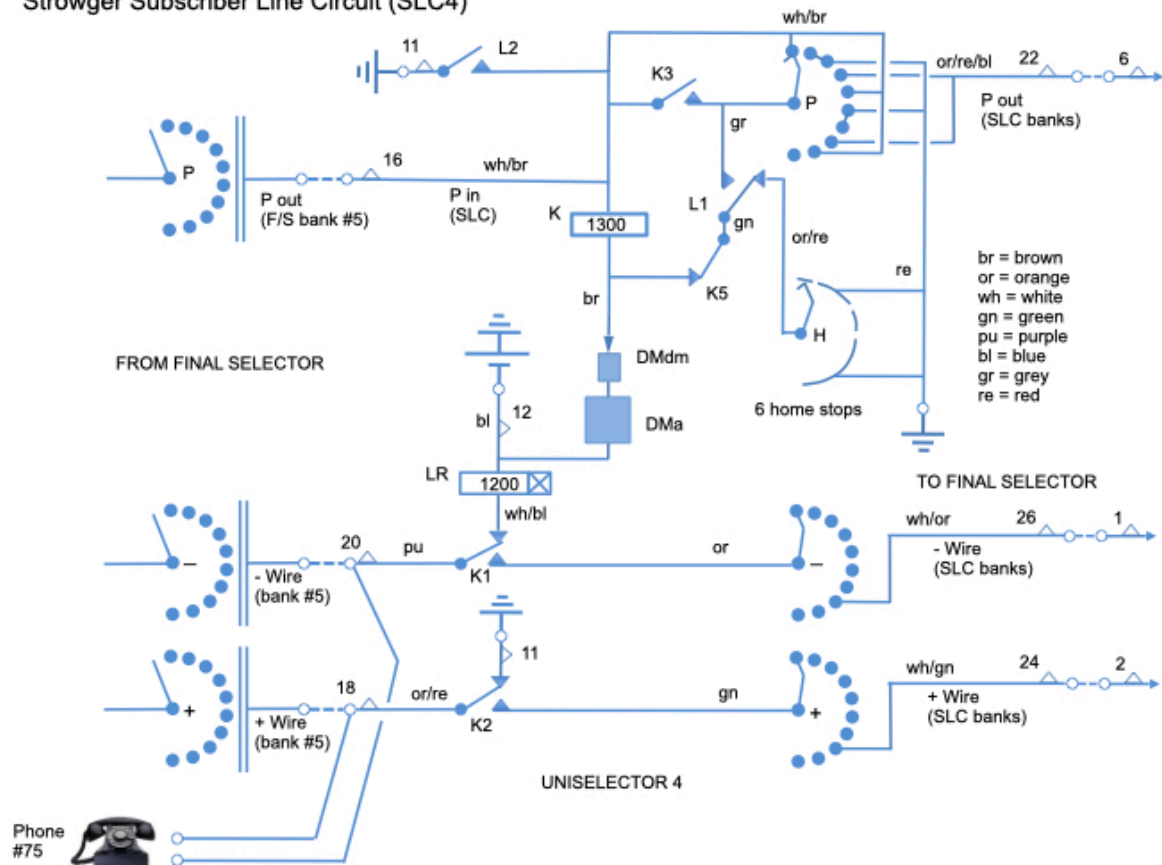 Strowger Subscriber Line Circuit (SLC4)
wh/br
11
L2
K3
or/re/bl
22
6
P
P out
(SLC banks)
gr
P
16
wh/br
P out
(F/S bank #5)
P in
(SLC)
K
1300
L1
gn
or/re
re
br
K5
br = brown
or = orange
wh = white
gn = green
pu = purple
bl = blue
gr = grey
re = red
H
FROM FINAL SELECTOR
DMdm
12
bl
DMa
6 home stops
LR
1200
TO FINAL SELECTOR
wh/bl
wh/or
26
1
20
pu
or
–
- Wire
(bank #5)
K1
–
- Wire
(SLC banks)
11
wh/gn
24
2
18
or/re
gn
+
+ Wire
(bank #5)
K2
+
+ Wire
(SLC banks)
UNISELECTOR 4
Phone
#75